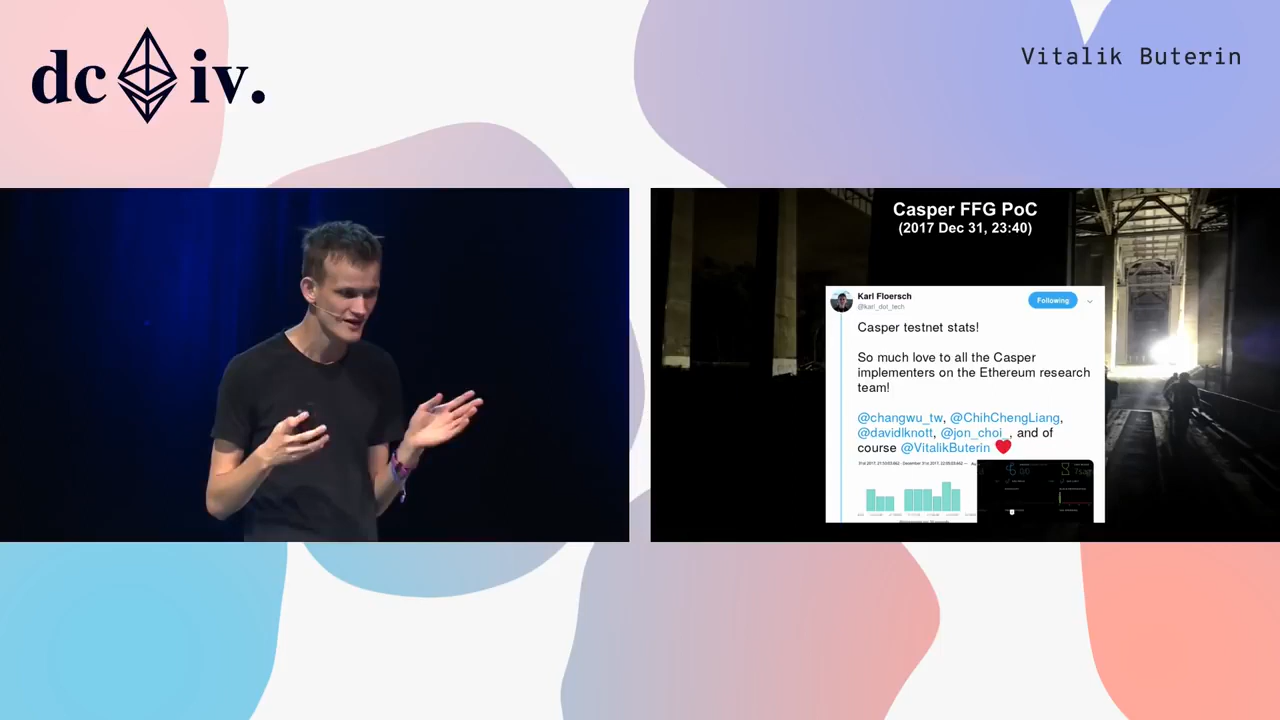 dc iv.
Vitalik Buterin
Casper FFG PoC
(2017 Dec 31, 23:40)
Karl Floersch
@karl_dot_tech
Following
Casper testnet stats!
So much love to all the Casper
implementers on the Ethereum research
team!
@changwu_tw, @ChihChengLiang,
@davidlknott, @jon_choi_, and of
course @VitalikButerin ❤